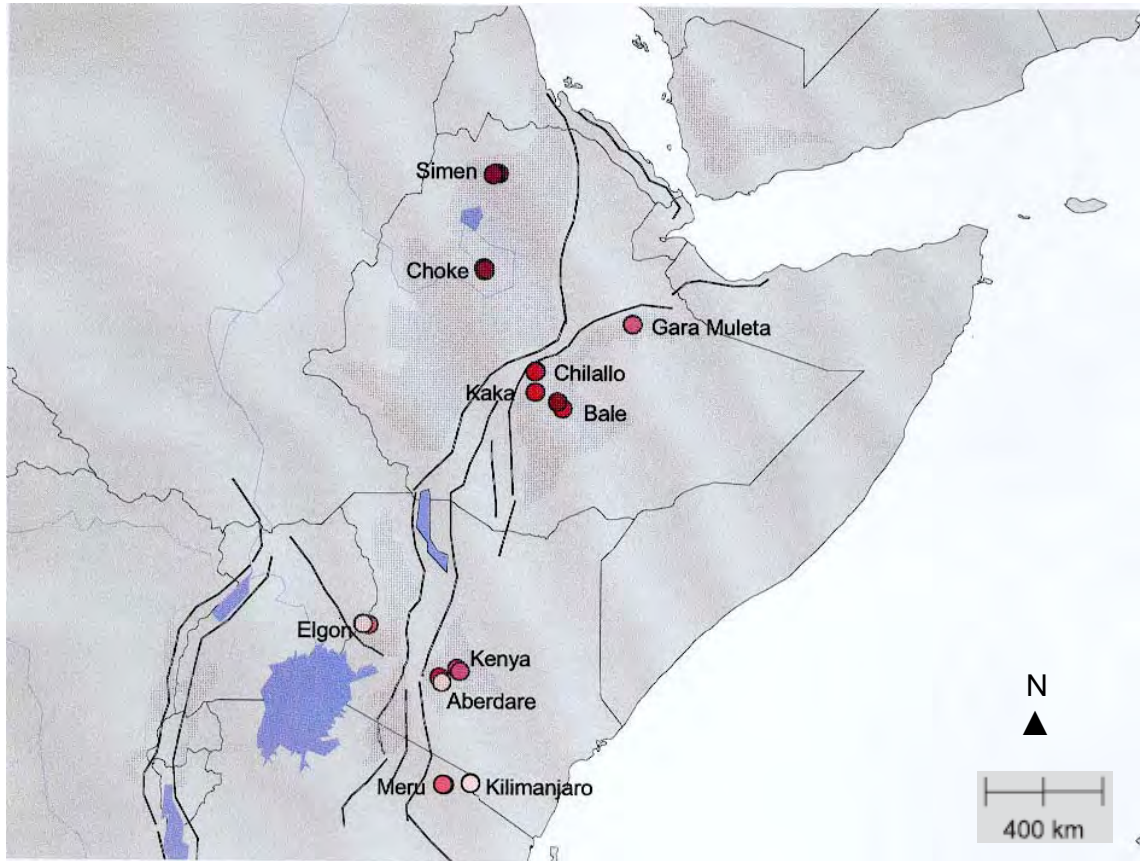 Simen
Choke
Gara Muleta
Chilallo
Kaka
Bale
Elgon
Kenya
Aberdare
N
Meru
Kilimanjaro
400 km